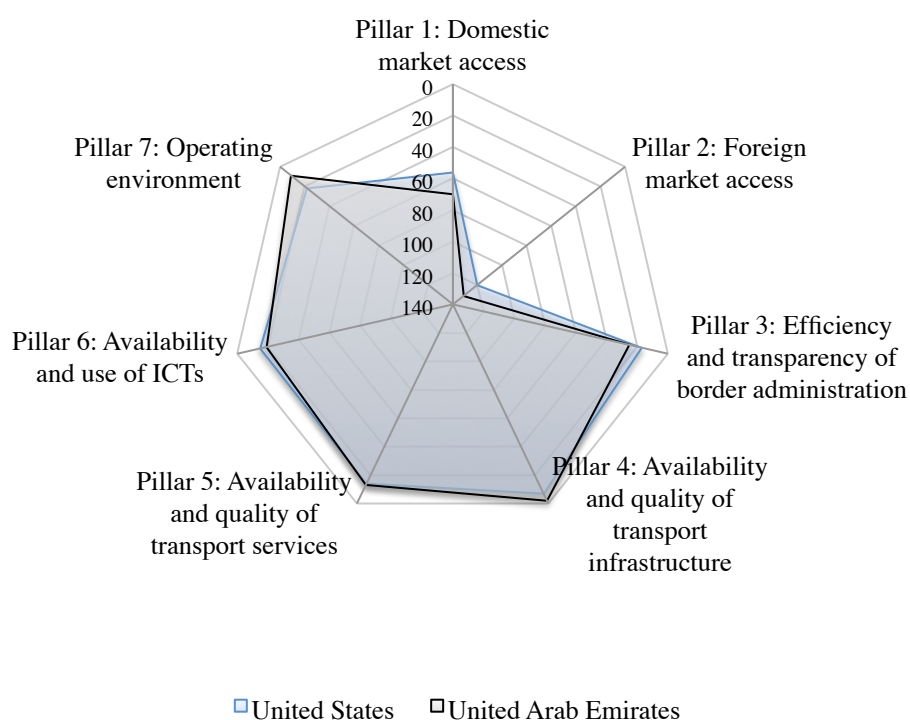 Pillar 1: Domestic
market access
0
20
40
60
80
100
120
140
Pillar 2: Foreign
market access
Pillar 3: Efficiency
and transparency of
border administration
Pillar 4: Availability
and quality of
transport
infrastructure
Pillar 5: Availability
and quality of
transport services
Pillar 6: Availability
and use of ICTs
Pillar 7: Operating
environment
United States
United Arab Emirates